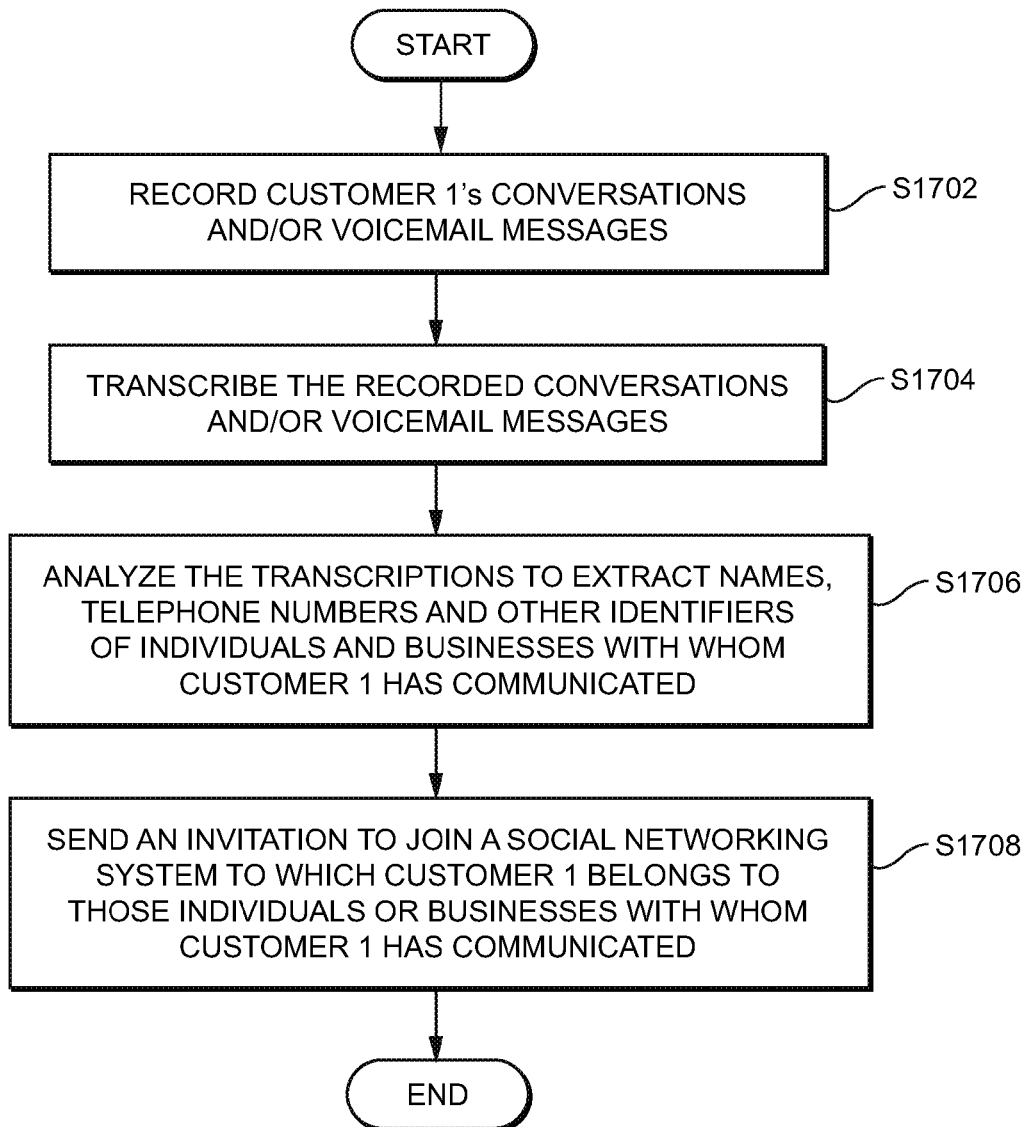 START
RECORD CUSTOMER 1's CONVERSATIONS
AND/OR VOICEMAIL MESSAGES
S1702
TRANSCRIBE THE RECORDED CONVERSATIONS
AND/OR VOICEMAIL MESSAGES
S1704
ANALYZE THE TRANSCRIPTIONS TO EXTRACT NAMES,
TELEPHONE NUMBERS AND OTHER IDENTIFIERS
OF INDIVIDUALS AND BUSINESSES WITH WHOM
CUSTOMER 1 HAS COMMUNICATED
S1706
SEND AN INVITATION TO JOIN A SOCIAL NETWORKING
SYSTEM TO WHICH CUSTOMER 1 BELONGS TO
THOSE INDIVIDUALS OR BUSINESSES WITH WHOM
CUSTOMER 1 HAS COMMUNICATED
S1708
END